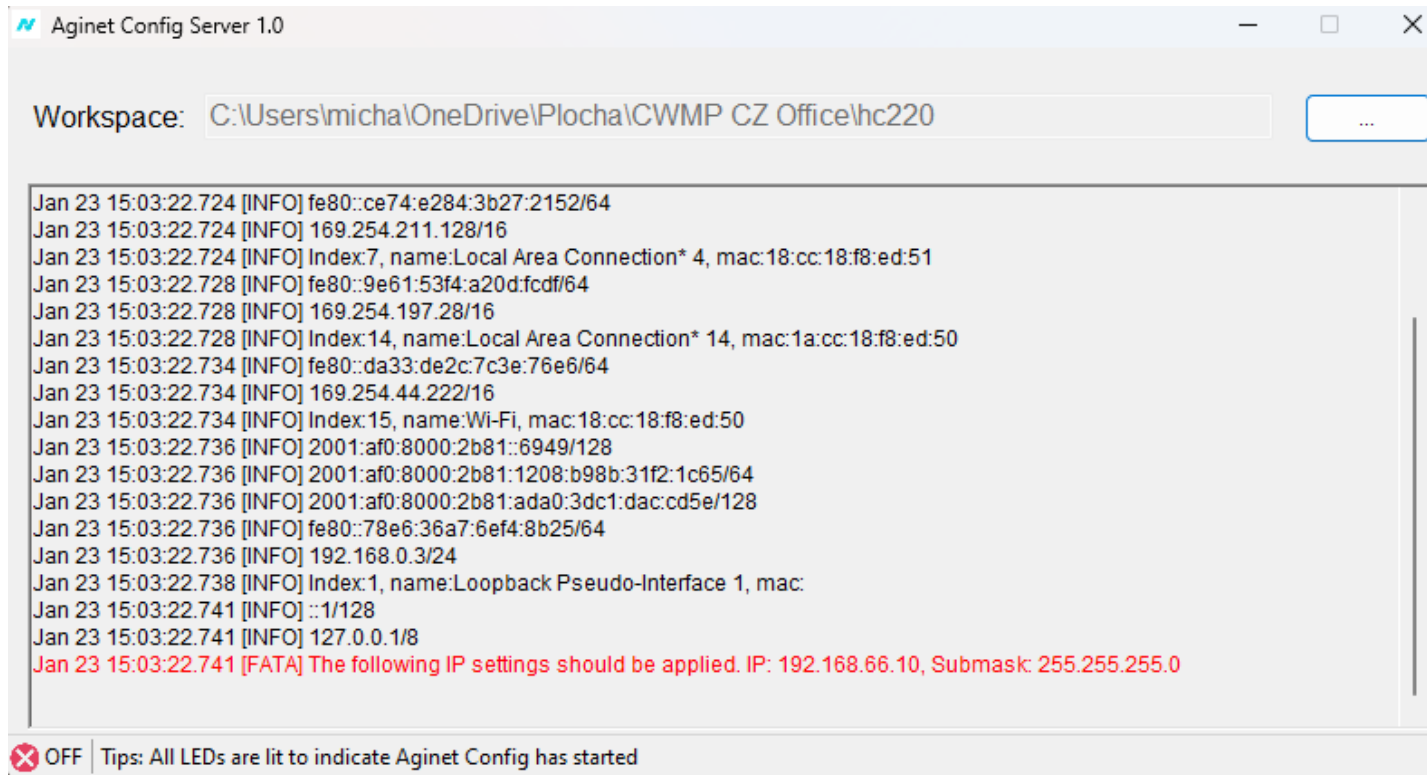 Aginet Config Server 1.0
Workspace: C:\Users\micha\OneDrive\Plocha\CWMP CZ Office\hc220 ...
Jan 23 15:03:22.724 [INFO] fe80::ce74:e284:3b27:2152/64
Jan 23 15:03:22.724 [INFO] 169.254.211.128/16
Jan 23 15:03:22.724 [INFO] Index:7, name:Local Area Connection* 4, mac:18:cc:18:f8:ed:51
Jan 23 15:03:22.728 [INFO] fe80::9e61:53f4:a20d:fcdf/64
Jan 23 15:03:22.728 [INFO] 169.254.197.28/16
Jan 23 15:03:22.728 [INFO] Index:14, name:Local Area Connection* 14, mac:1a:cc:18:f8:ed:50
Jan 23 15:03:22.734 [INFO] fe80::da33:de2c:7c3e:76e6/64
Jan 23 15:03:22.734 [INFO] 169.254.44.222/16
Jan 23 15:03:22.734 [INFO] Index:15, name:Wi-Fi, mac:18:cc:18:f8:ed:50
Jan 23 15:03:22.736 [INFO] 2001:af0:8000:2b81::6949/128
Jan 23 15:03:22.736 [INFO] 2001:af0:8000:2b81:1208:b98b:31f2:1c65/64
Jan 23 15:03:22.736 [INFO] 2001:af0:8000:2b81:ada0:3dc1:dac:cd5e/128
Jan 23 15:03:22.736 [INFO] fe80::78e6:36a7:6ef4:8b25/64
Jan 23 15:03:22.736 [INFO] 192.168.0.3/24
Jan 23 15:03:22.738 [INFO] Index:1, name:Loopback Pseudo-Interface 1, mac:
Jan 23 15:03:22.741 [INFO] ::1/128
Jan 23 15:03:22.741 [INFO] 127.0.0.1/8
Jan 23 15:03:22.741 [FATA] The following IP settings should be applied. IP: 192.168.66.10, Submask: 255.255.255.0
OFF Tips: All LEDs are lit to indicate Aginet Config has started